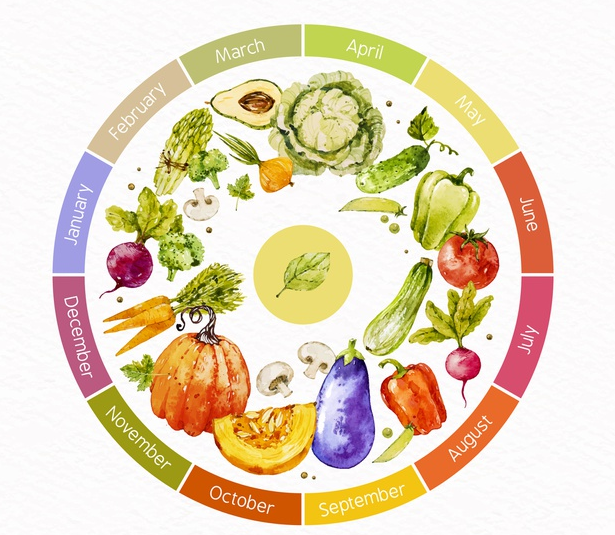 January
February
March
April
May
June
July
August
September
October
November
December